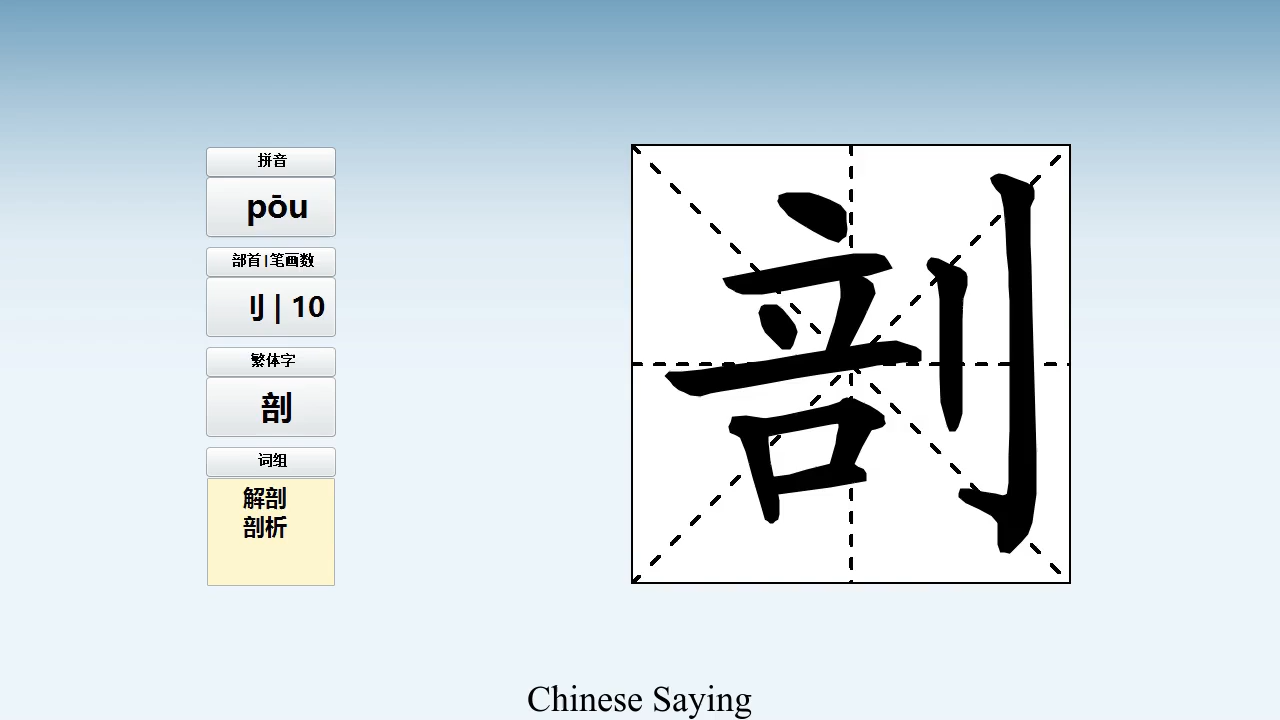 拼音
pōu
部首|笔画数
刂 | 10
繁体字
剖
词组
解剖
剖析
剖
Chinese Saying